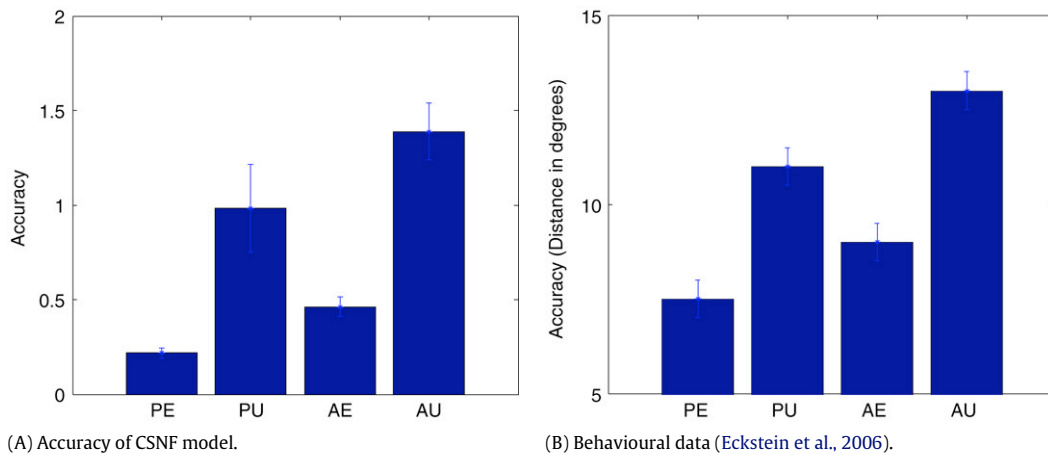 2
1.5
1
0.5
0
Accuracy
PE PU AE AU
(A) Accuracy of CSNF model.
15
10
5
Accuracy (Distance in degrees)
PE PU AE AU
(B) Behavioural data (Eckstein et al., 2006).